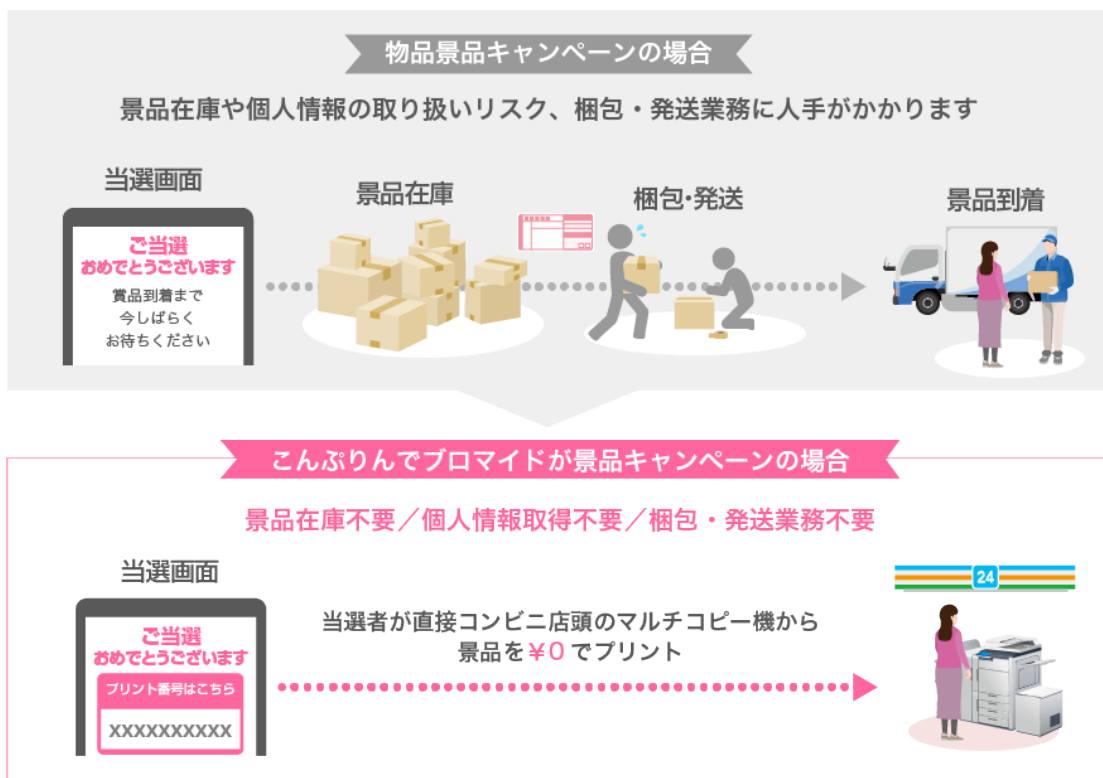 物品景品キャンペーンの場合
景品在庫や個人情報の取り扱いリスク、梱包・発送業務に人手がかかります
当選画面
景品在庫
梱包・発送
景品到着
ご当選
おめでとうございます
賞品到着まで
今しばらく
お待ちください
こんぷりんでブロマイドが景品キャンペーンの場合
景品在庫不要／個人情報取得不要／梱包・発送業務不要
当選画面
ご当選
おめでとうございます
プリント番号はこちら
XXXXXXXXXX
当選者が直接コンビニ店頭のマルチコピー機から
景品を¥0でプリント
24